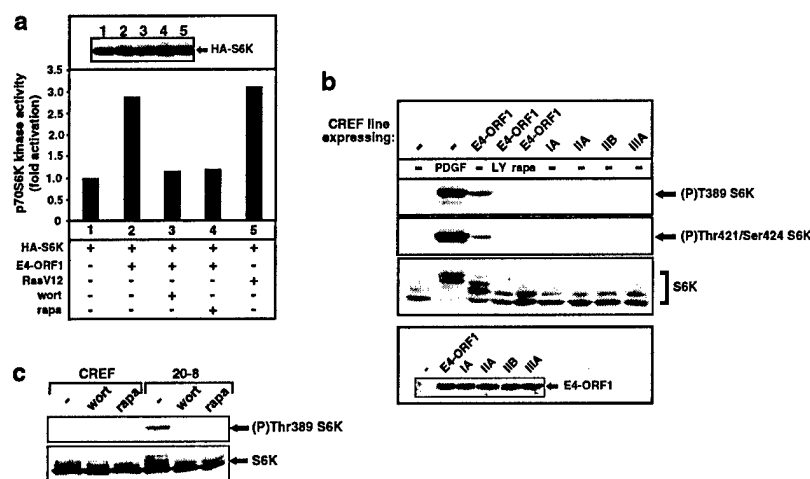 a
1 2 3 4 5
HA-S6K
p70S6K kinase activity
(fold activation)
3.5
3.0
2.5
2.0
1.5
1.0
0.5
0
1 2 3 4 5
HA-S6K + + + + +
E4-ORF1 - + + + -
RasV12 - - - - +
wort - - + - -
rapa - - - + -
b
CREF line
expressing:
- - E4-ORF1 E4-ORF1 E4-ORF1 IA IIA IIB IIIA
- PDGF - LY rapa - - - -
(P)T389 S6K
(P)Thr421/Ser424 S6K
S6K
- E4-ORF1 IA IIA IIB IIIA
E4-ORF1
c
CREF 20-8
- wort rapa - wort rapa
(P)Thr389 S6K
S6K